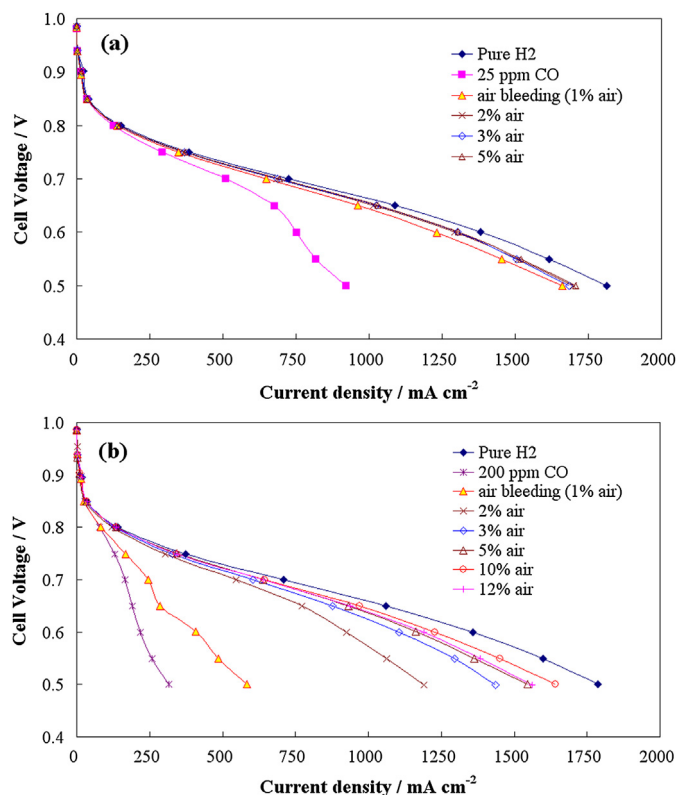 (a)
Cell Voltage / V
1.0
0.9
0.8
0.7
0.6
0.5
0.4
Pure H2
25 ppm CO
air bleeding (1% air)
2% air
3% air
5% air
0
250
500
750
1000
1250
1500
1750
2000
Current density / mA cm-2
(b)
Cell Voltage / V
1.0
0.9
0.8
0.7
0.6
0.5
0.4
Pure H2
200 ppm CO
air bleeding (1% air)
2% air
3% air
5% air
10% air
12% air
0
250
500
750
1000
1250
1500
1750
2000
Current density / mA cm-2